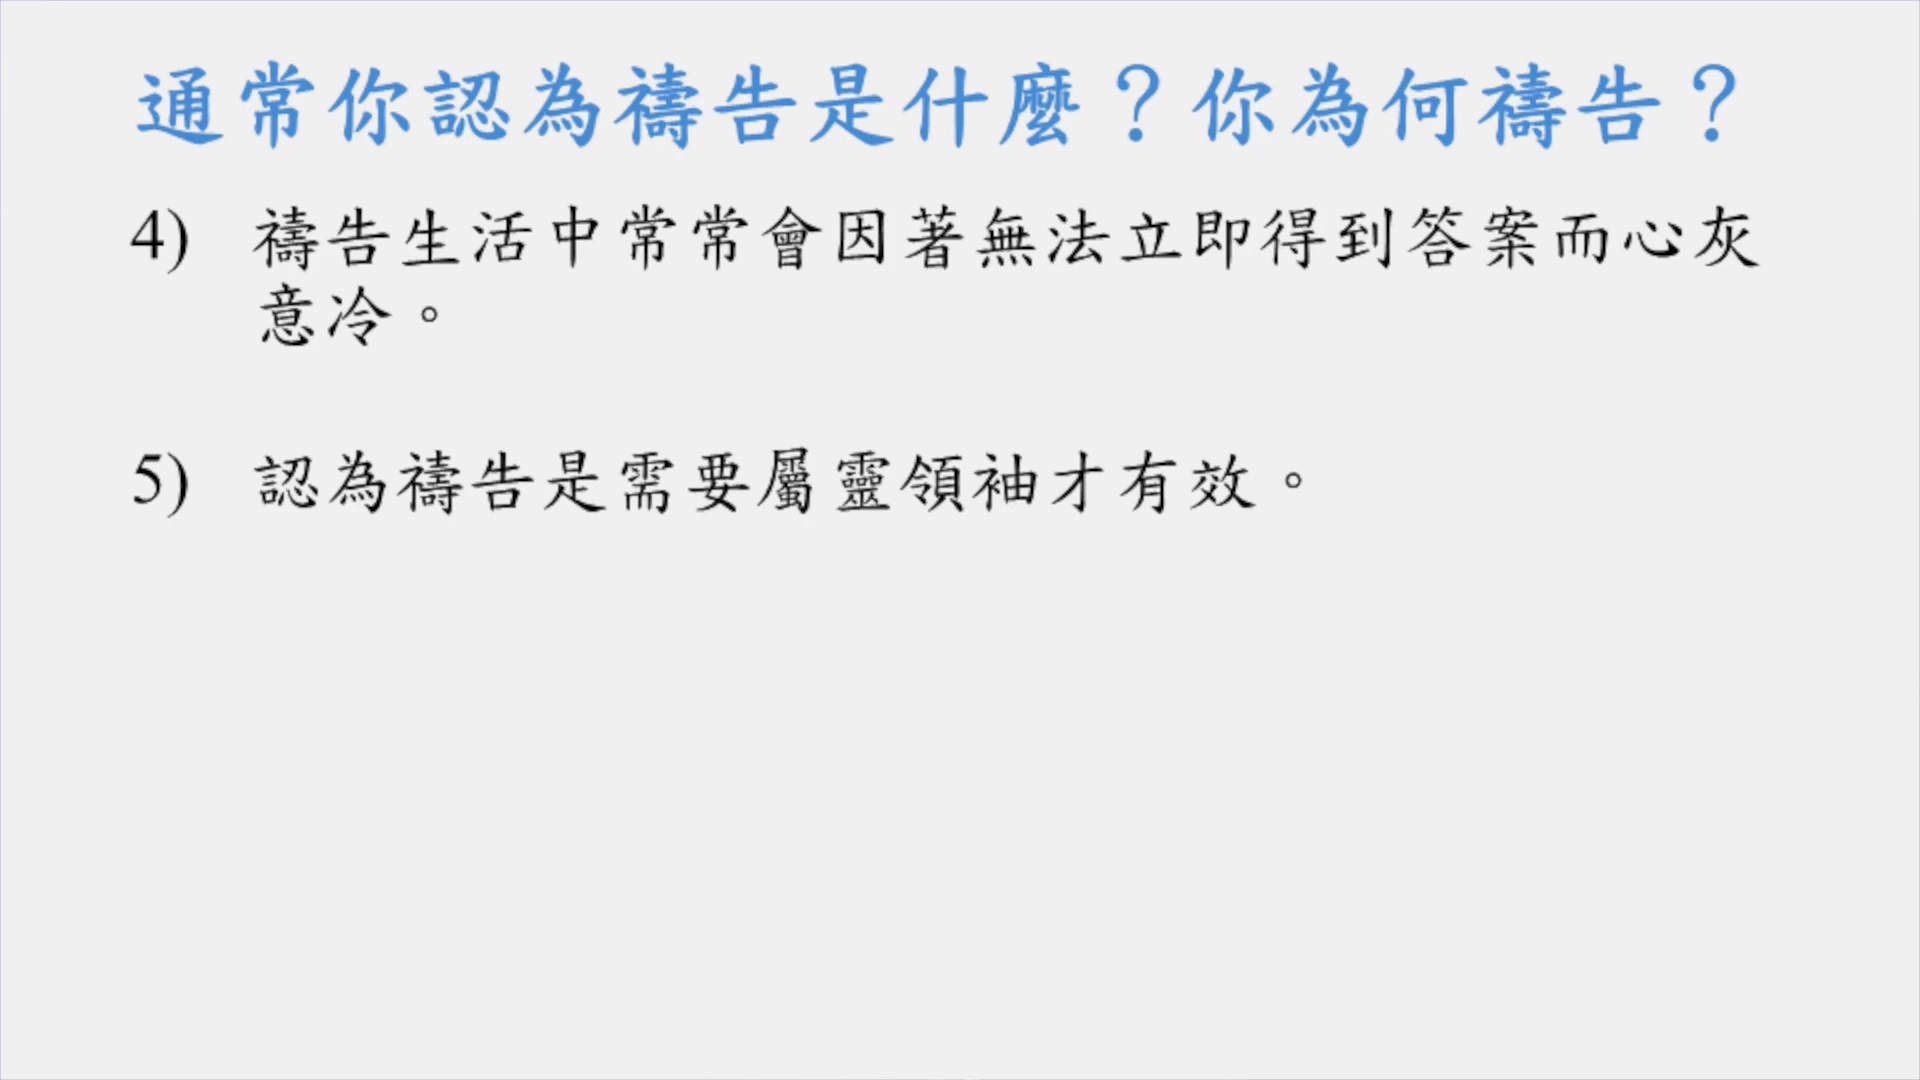 通常你認為禱告是什麼？你為何禱告？
4) 禱告生活中常常會因著無法立即得到答案而心灰
意冷。
5) 認為禱告是需要屬靈領袖才有效。